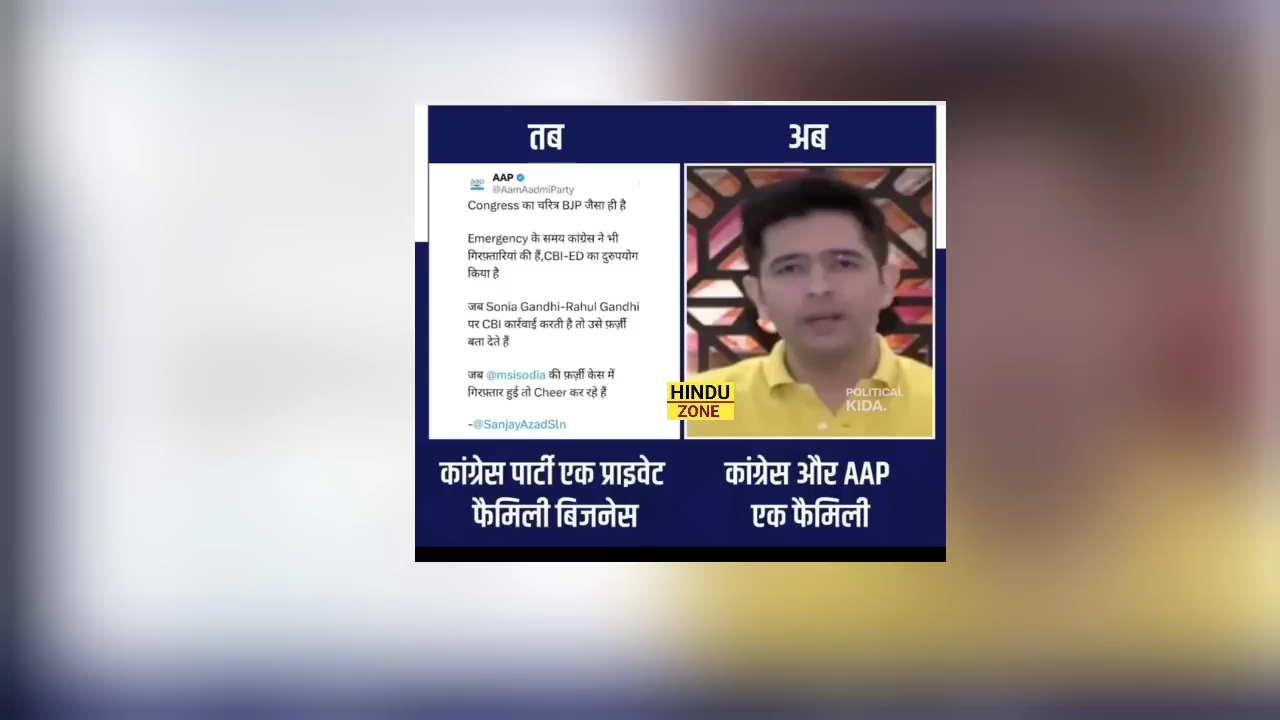 तब
अब
AAP
@AamAadmiParty
Congress का चरित्र BJP जैसा ही है
Emergency के समय कांग्रेस ने भी
गिरफ़्तारियां की हैं,CBI-ED का दुरुपयोग
किया है
जब Sonia Gandhi-Rahul Gandhi
पर CBI कार्रवाई करती है तो उसे फ़र्ज़ी
बता देते हैं
जब @msisodia की फ़र्ज़ी केस में
गिरफ़्तार हुई तो Cheer कर रहे हैं
-@SanjayAzadSln
POLITICAL
KIDA.
HINDU
ZONE
कांग्रेस पार्टी एक प्राइवेट
फैमिली बिजनेस
कांग्रेस और AAP
एक फैमिली